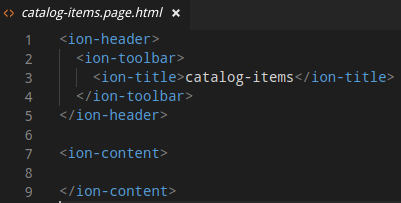 <> catalog-items.page.html ×
1 <ion-header>
2   <ion-toolbar>
3     <ion-title>catalog-items</ion-title>
4   </ion-toolbar>
5 </ion-header>
6
7 <ion-content>
8
9 </ion-content>